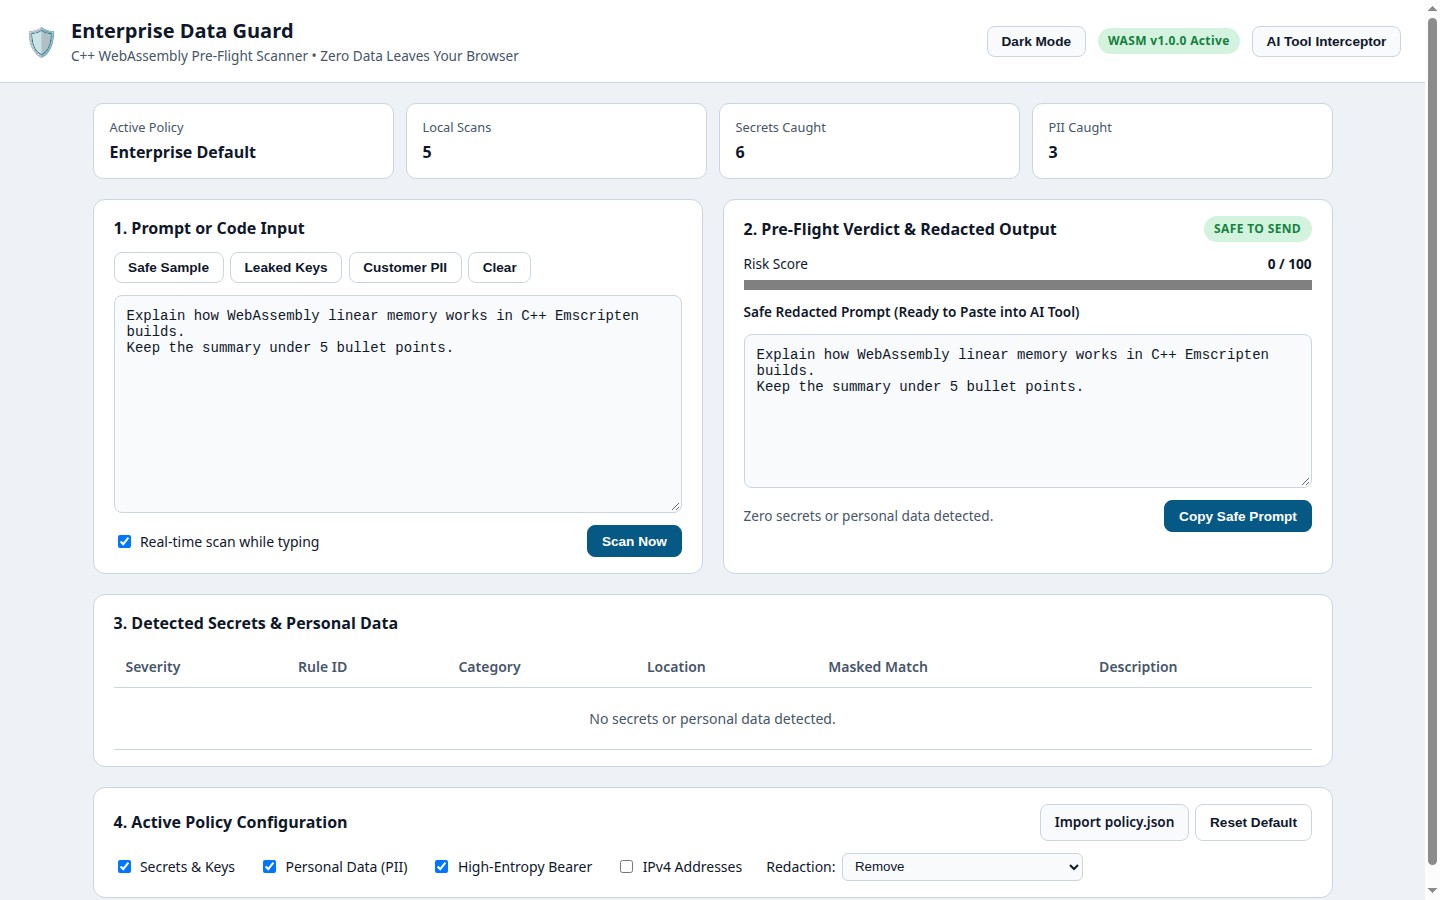 Enterprise Data Guard
C++ WebAssembly Pre-Flight Scanner • Zero Data Leaves Your Browser
Dark Mode
WASM v1.0.0 Active
AI Tool Interceptor
Active Policy
Enterprise Default
Local Scans
5
Secrets Caught
6
PII Caught
3
1. Prompt or Code Input
Safe Sample
Leaked Keys
Customer PII
Clear
Explain how WebAssembly linear memory works in C++ Emscripten
builds.
Keep the summary under 5 bullet points.
Real-time scan while typing
Scan Now
2. Pre-Flight Verdict & Redacted Output
SAFE TO SEND
Risk Score
0 / 100
Safe Redacted Prompt (Ready to Paste into AI Tool)
Explain how WebAssembly linear memory works in C++ Emscripten
builds.
Keep the summary under 5 bullet points.
Zero secrets or personal data detected.
Copy Safe Prompt
3. Detected Secrets & Personal Data
Severity
Rule ID
Category
Location
Masked Match
Description
No secrets or personal data detected.
4. Active Policy Configuration
Import policy.json
Reset Default
Secrets & Keys
Personal Data (PII)
High-Entropy Bearer
IPv4 Addresses
Redaction:
Remove